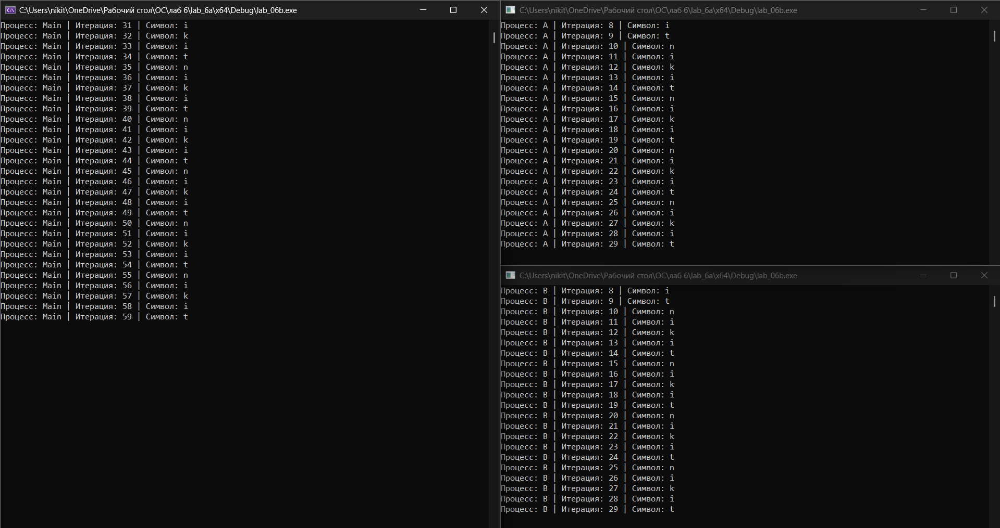 C:\Users\nikit\OneDrive\Рабочий стол\ОС\лаб 6\lab_6a\x64\Debug\lab_06b.exe
Процесс: Main | Итерация: 31 | Символ: i
Процесс: Main | Итерация: 32 | Символ: k
Процесс: Main | Итерация: 33 | Символ: i
Процесс: Main | Итерация: 34 | Символ: t
Процесс: Main | Итерация: 35 | Символ: n
Процесс: Main | Итерация: 36 | Символ: i
Процесс: Main | Итерация: 37 | Символ: k
Процесс: Main | Итерация: 38 | Символ: i
Процесс: Main | Итерация: 39 | Символ: t
Процесс: Main | Итерация: 40 | Символ: n
Процесс: Main | Итерация: 41 | Символ: i
Процесс: Main | Итерация: 42 | Символ: k
Процесс: Main | Итерация: 43 | Символ: i
Процесс: Main | Итерация: 44 | Символ: t
Процесс: Main | Итерация: 45 | Символ: n
Процесс: Main | Итерация: 46 | Символ: i
Процесс: Main | Итерация: 47 | Символ: k
Процесс: Main | Итерация: 48 | Символ: i
Процесс: Main | Итерация: 49 | Символ: t
Процесс: Main | Итерация: 50 | Символ: n
Процесс: Main | Итерация: 51 | Символ: i
Процесс: Main | Итерация: 52 | Символ: k
Процесс: Main | Итерация: 53 | Символ: i
Процесс: Main | Итерация: 54 | Символ: t
Процесс: Main | Итерация: 55 | Символ: n
Процесс: Main | Итерация: 56 | Символ: i
Процесс: Main | Итерация: 57 | Символ: k
Процесс: Main | Итерация: 58 | Символ: i
Процесс: Main | Итерация: 59 | Символ: t
C:\Users\nikit\OneDrive\Рабочий стол\ОС\лаб 6\lab_6a\x64\Debug\lab_06b.exe
Процесс: A | Итерация: 8 | Символ: i
Процесс: A | Итерация: 9 | Символ: t
Процесс: A | Итерация: 10 | Символ: n
Процесс: A | Итерация: 11 | Символ: i
Процесс: A | Итерация: 12 | Символ: k
Процесс: A | Итерация: 13 | Символ: i
Процесс: A | Итерация: 14 | Символ: t
Процесс: A | Итерация: 15 | Символ: n
Процесс: A | Итерация: 16 | Символ: i
Процесс: A | Итерация: 17 | Символ: k
Процесс: A | Итерация: 18 | Символ: i
Процесс: A | Итерация: 19 | Символ: t
Процесс: A | Итерация: 20 | Символ: n
Процесс: A | Итерация: 21 | Символ: i
Процесс: A | Итерация: 22 | Символ: k
Процесс: A | Итерация: 23 | Символ: i
Процесс: A | Итерация: 24 | Символ: t
Процесс: A | Итерация: 25 | Символ: n
Процесс: A | Итерация: 26 | Символ: i
Процесс: A | Итерация: 27 | Символ: k
Процесс: A | Итерация: 28 | Символ: i
Процесс: A | Итерация: 29 | Символ: t
C:\Users\nikit\OneDrive\Рабочий стол\ОС\лаб 6\lab_6a\x64\Debug\lab_06b.exe
Процесс: B | Итерация: 8 | Символ: i
Процесс: B | Итерация: 9 | Символ: t
Процесс: B | Итерация: 10 | Символ: n
Процесс: B | Итерация: 11 | Символ: i
Процесс: B | Итерация: 12 | Символ: k
Процесс: B | Итерация: 13 | Символ: i
Процесс: B | Итерация: 14 | Символ: t
Процесс: B | Итерация: 15 | Символ: n
Процесс: B | Итерация: 16 | Символ: i
Процесс: B | Итерация: 17 | Символ: k
Процесс: B | Итерация: 18 | Символ: i
Процесс: B | Итерация: 19 | Символ: t
Процесс: B | Итерация: 20 | Символ: n
Процесс: B | Итерация: 21 | Символ: i
Процесс: B | Итерация: 22 | Символ: k
Процесс: B | Итерация: 23 | Символ: i
Процесс: B | Итерация: 24 | Символ: t
Процесс: B | Итерация: 25 | Символ: n
Процесс: B | Итерация: 26 | Символ: i
Процесс: B | Итерация: 27 | Символ: k
Процесс: B | Итерация: 28 | Символ: i
Процесс: B | Итерация: 29 | Символ: t